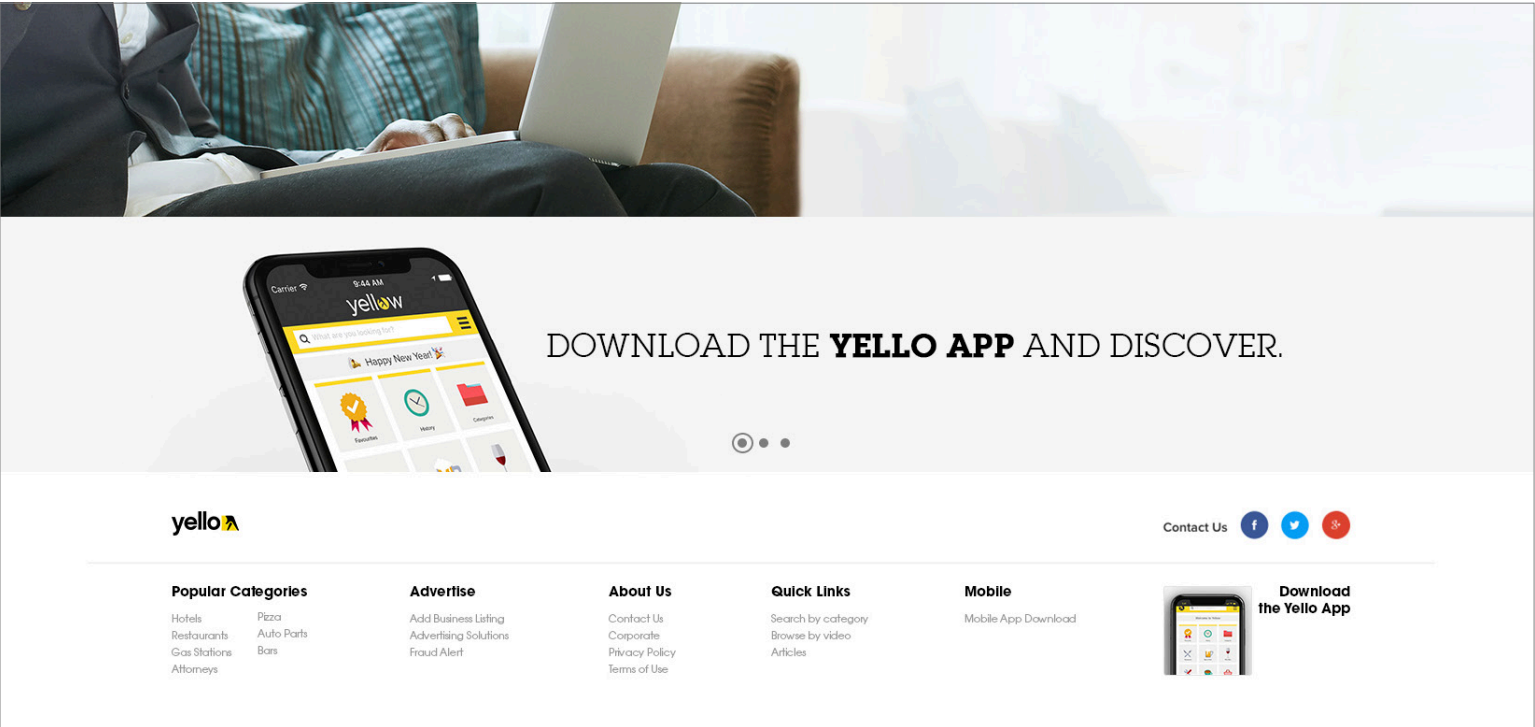 Carrier
9:44 AM
yellow
What are you looking for?
Happy New Year!
Favourites
History
Categories
DOWNLOAD THE YELLO APP AND DISCOVER.
yello
Contact Us
Popular Categories
Hotels
Restaurants
Gas Stations
Attorneys
Pizza
Auto Parts
Bars
Advertise
Add Business Listing
Advertising Solutions
Fraud Alert
About Us
Contact Us
Corporate
Privacy Policy
Terms of Use
Quick Links
Search by category
Browse by video
Articles
Mobile
Mobile App Download
Download
the Yello App